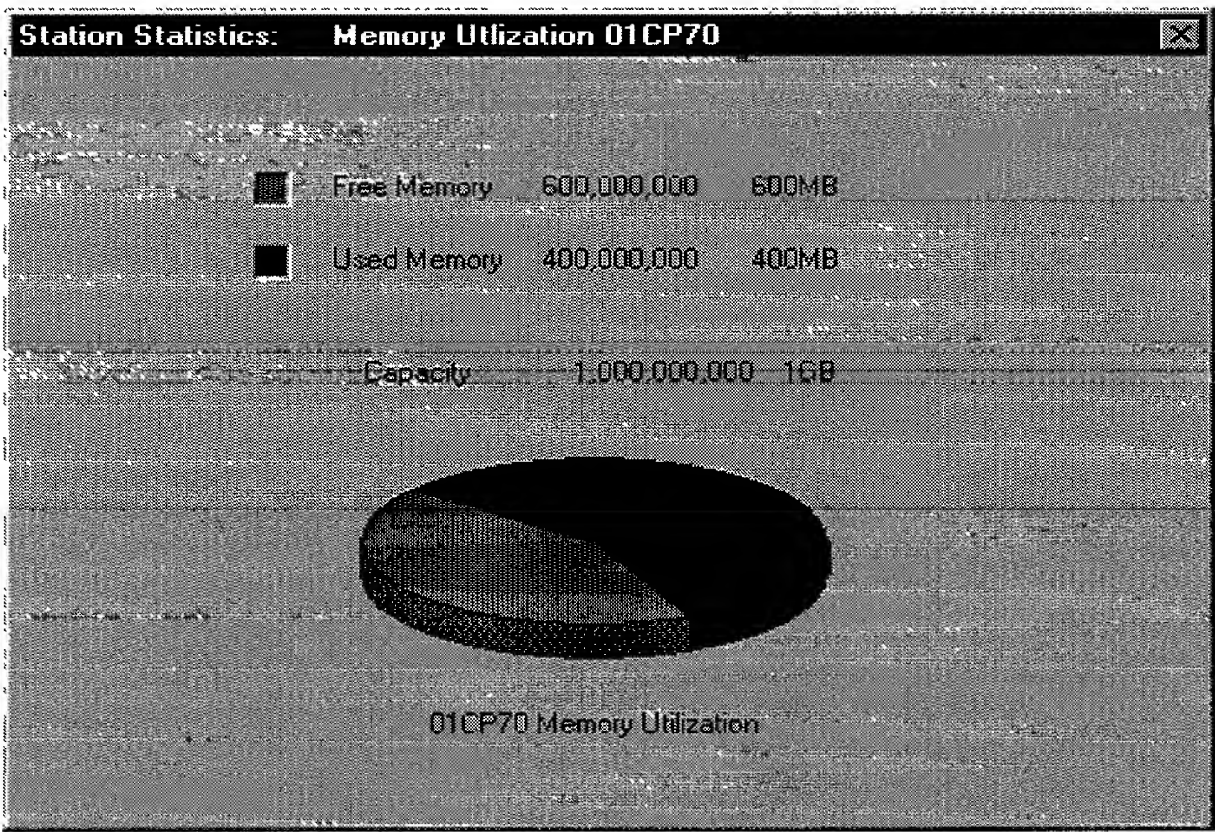 Station Statistics: Memory Utlization 01CP70
Free Memory 600,000,000 600MB
Used Memory 400,000,000 400MB
Capacity 1,000,000,000 1GB
01CP70 Memory Utilization